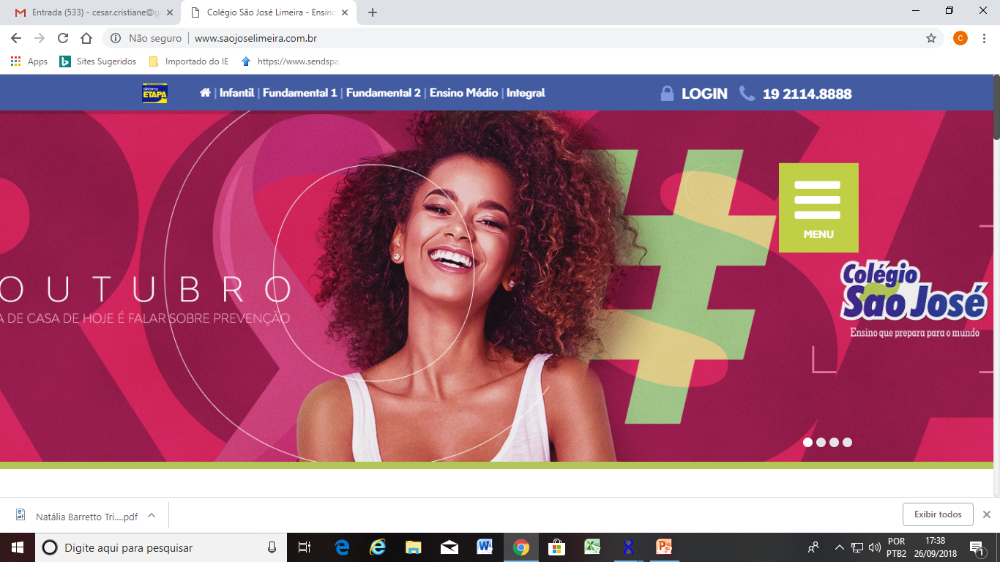 Entrada (533) - cesar.cristiane@g
Colégio São José Limeira - Ensino
Não seguro | www.saojoselimeira.com.br
C
Apps
Sites Sugeridos
Importado do IE
https://www.sendspa
sistema
ETAPA
| Infantil | Fundamental 1 | Fundamental 2 | Ensino Médio | Integral
LOGIN
19 2114.8888
MENU
OUTUBRO
A DE CASA DE HOJE É FALAR SOBRE PREVENÇÃO
#
Colégio
Sao José
Ensino que prepara para o mundo
Natália Barretto Tri....pdf
Exibir todos
Digite aqui para pesquisar
POR
PTB2
17:38
26/09/2018
1